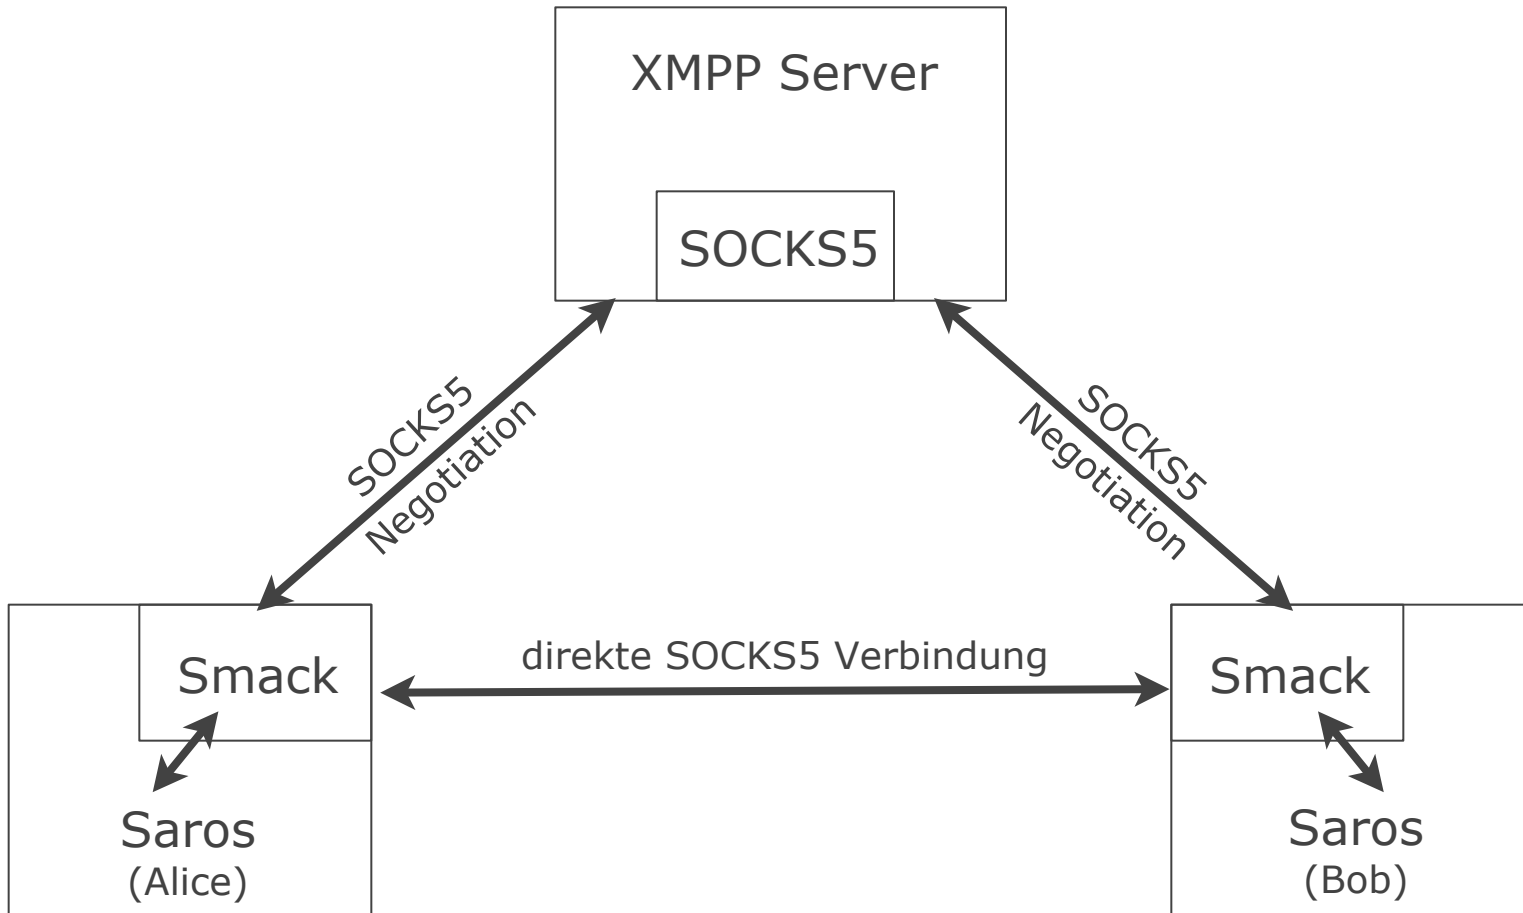 XMPP Server
SOCKS5
SOCKS5
Negotiation
SOCKS5
Negotiation
direkte SOCKS5 Verbindung
Smack
Smack
Saros
(Alice)
Saros
(Bob)